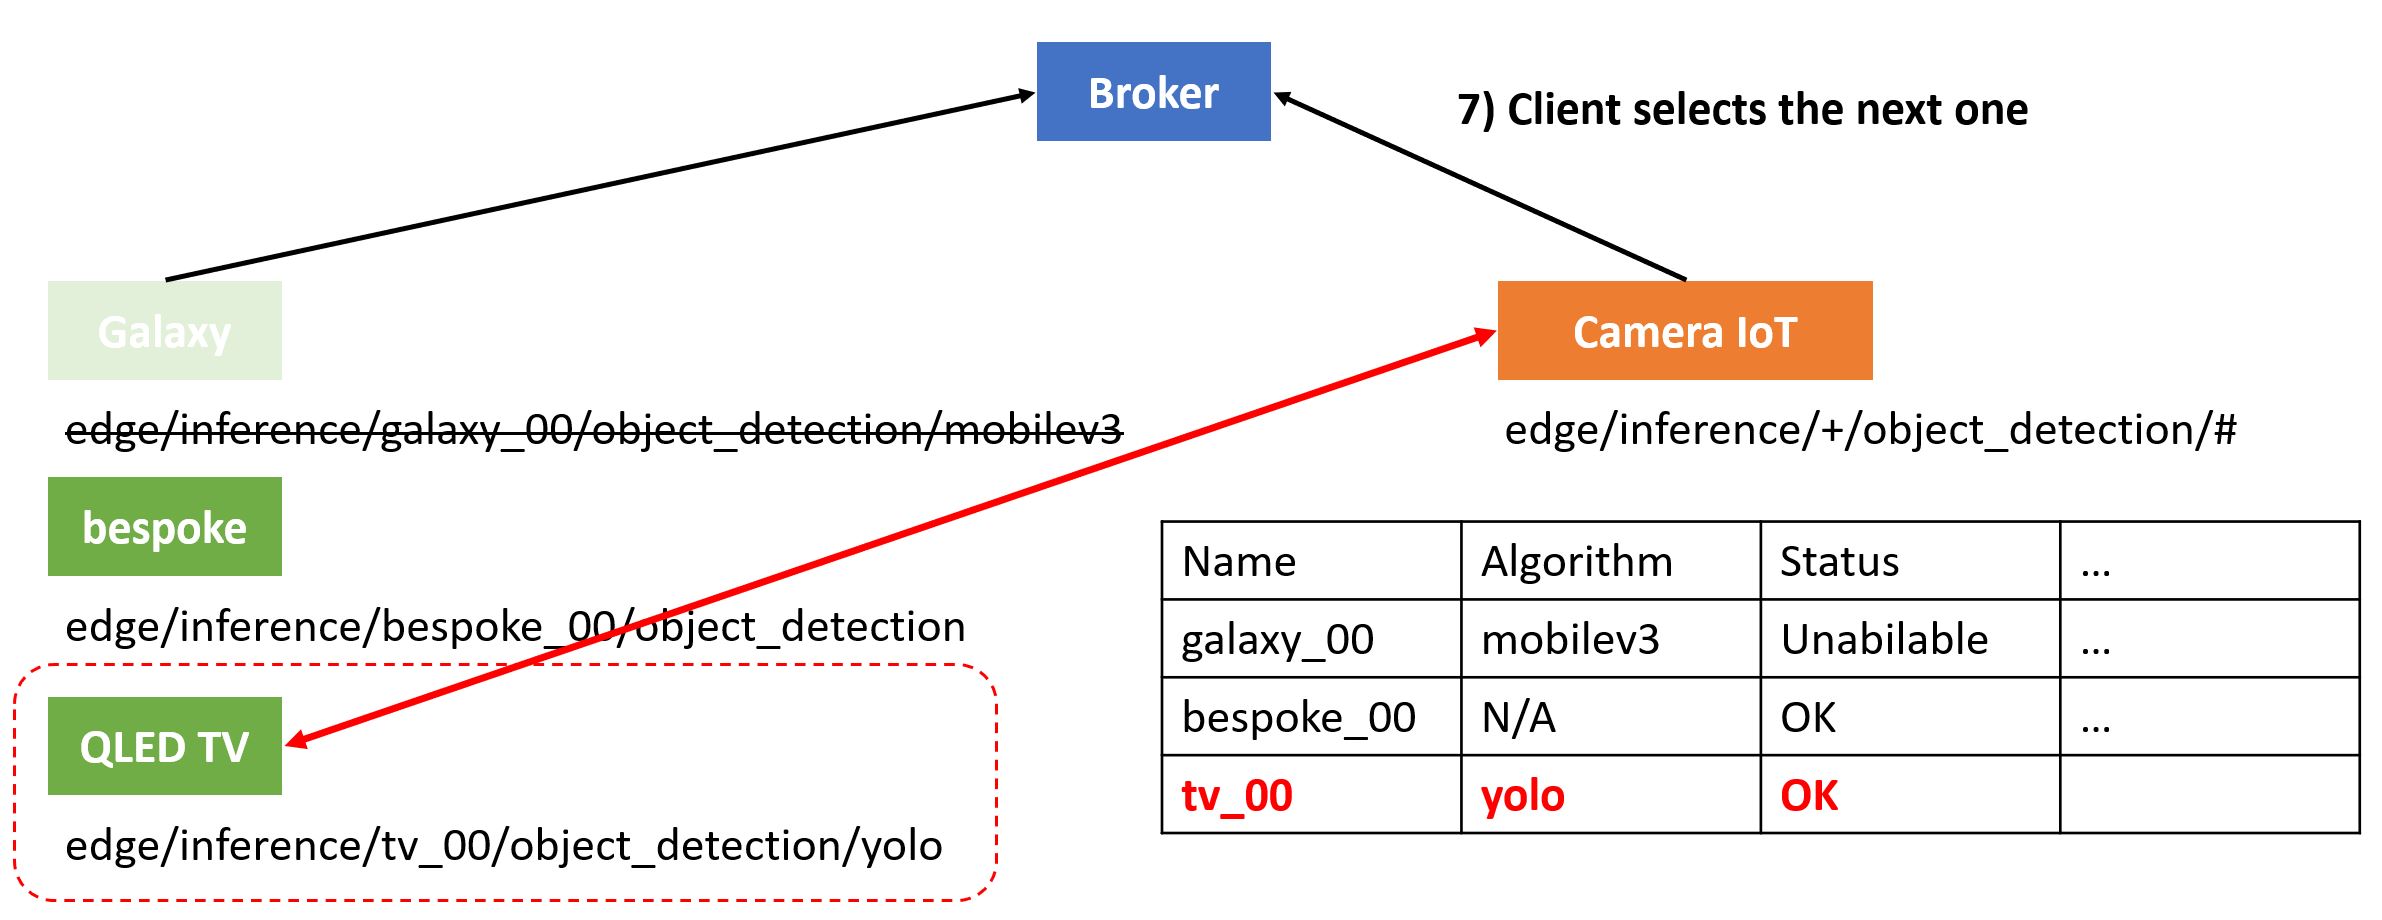 Broker
7) Client selects the next one
Galaxy
Camera IoT
edge/inference/galaxy_00/object_detection/mobilev3
edge/inference/+/object_detection/#
bespoke
edge/inference/bespoke_00/object_detection
QLED TV
edge/inference/tv_00/object_detection/yolo
Name Algorithm Status ...
galaxy_00 mobilev3 Unabilable ...
bespoke_00 N/A OK ...
tv_00 yolo OK